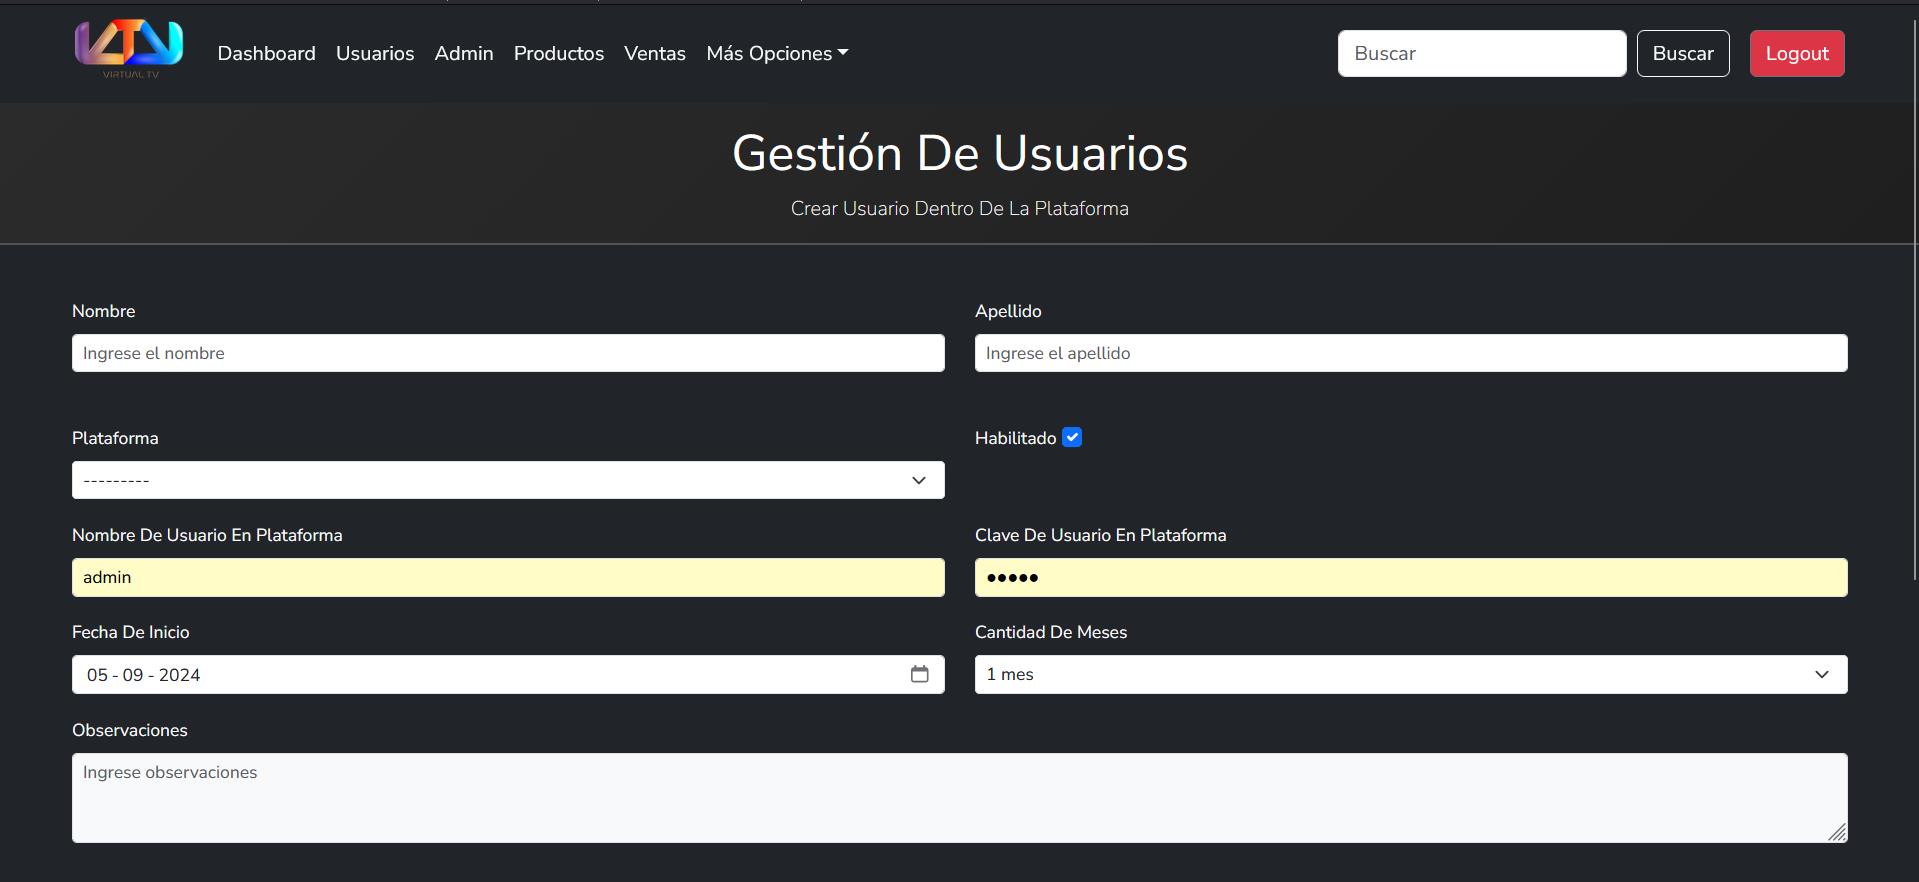 VIRTUAL TV
Dashboard Usuarios Admin Productos Ventas Más Opciones Buscar Buscar Logout
Gestión De Usuarios
Crear Usuario Dentro De La Plataforma
Nombre Apellido
Ingrese el nombre Ingrese el apellido
Plataforma Habilitado
---------
Nombre De Usuario En Plataforma Clave De Usuario En Plataforma
admin •••••
Fecha De Inicio Cantidad De Meses
05 - 09 - 2024 1 mes
Observaciones
Ingrese observaciones